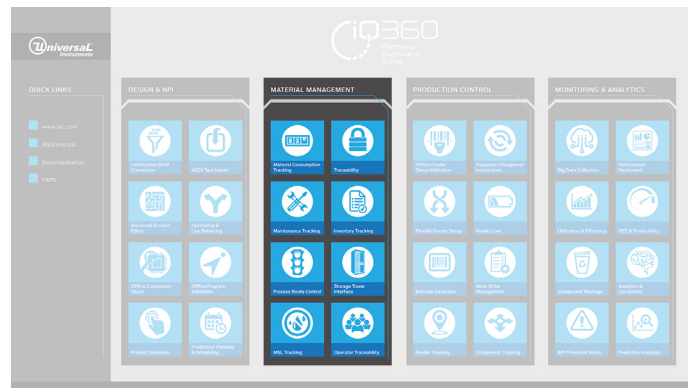 Universal
Instruments
iQ360
Factory
Software
Suite
QUICK LINKS
www.uic.com
MyUniversal
Documentation
Parts
DESIGN & NPI
CAD/Gerber/BOM
Conversion
ASCII Text Import
Advanced Product
Editor
Optimizing &
Line Balancing
Office Component
Teach
Office Program
Validation
Product Simulator
Production Planning
& Scheduling
MATERIAL MANAGEMENT
Material Consumption
Tracking
Traceability
Maintenance Tracking
Inventory Tracking
Process Route Control
Storage Tower
Interface
MSL Tracking
Operator Traceability
PRODUCTION CONTROL
Offline Feeder
Setup Validation
Paperless Changeover
Instructions
Flexible Feeder Setup
Feeder Low
Barcode Generator
Work Order
Management
Feeder Tracking
Component Tracking
MONITORING & ANALYTICS
Big Data Collection
Performance
Dashboard
Utilization & Efficiency
OEE & Productivity
Component Wastage
Analytics &
Correlation
KPI Threshold Alerts
Predictive Analytics